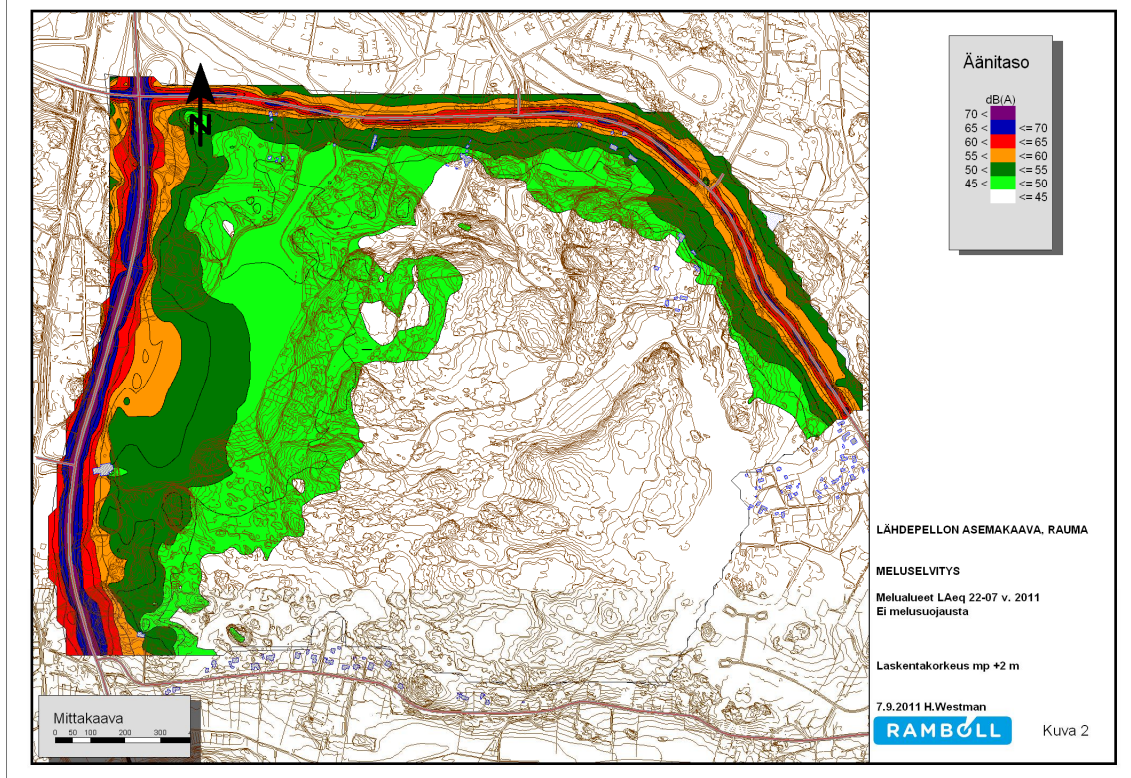 N
Äänitaso
dB(A)
70 <
65 < <= 70
60 < <= 65
55 < <= 60
50 < <= 55
45 < <= 50
<= 45
LÄHDEPELLON ASEMAKAAVA, RAUMA
MELUSELVITYS
Melualueet LAeq 22-07 v. 2011
Ei melusuojausta
Laskentakorkeus mp +2 m
7.9.2011 H.Westman
RAMBOLL
Kuva 2
Mittakaava
0 50 100 200 300